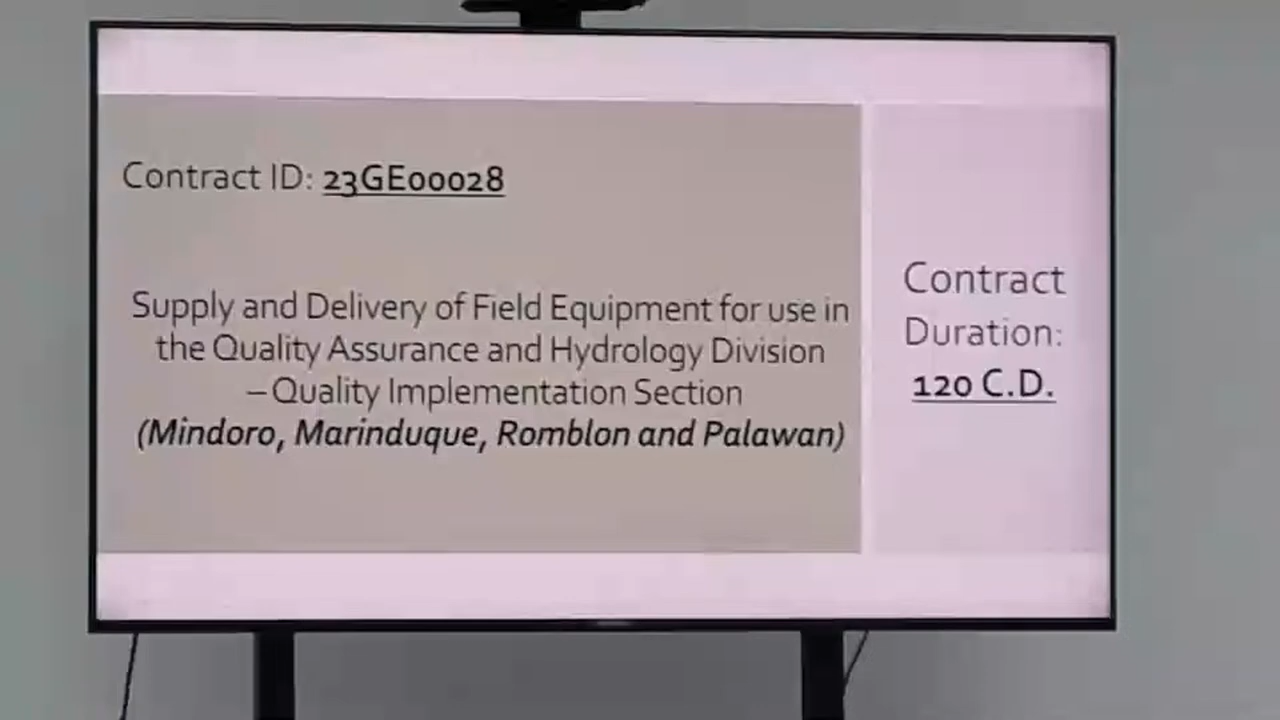 Contract ID: 23GE00028
Supply and Delivery of Field Equipment for use in
the Quality Assurance and Hydrology Division
– Quality Implementation Section
(Mindoro, Marinduque, Romblon and Palawan)
Contract
Duration:
120 C.D.